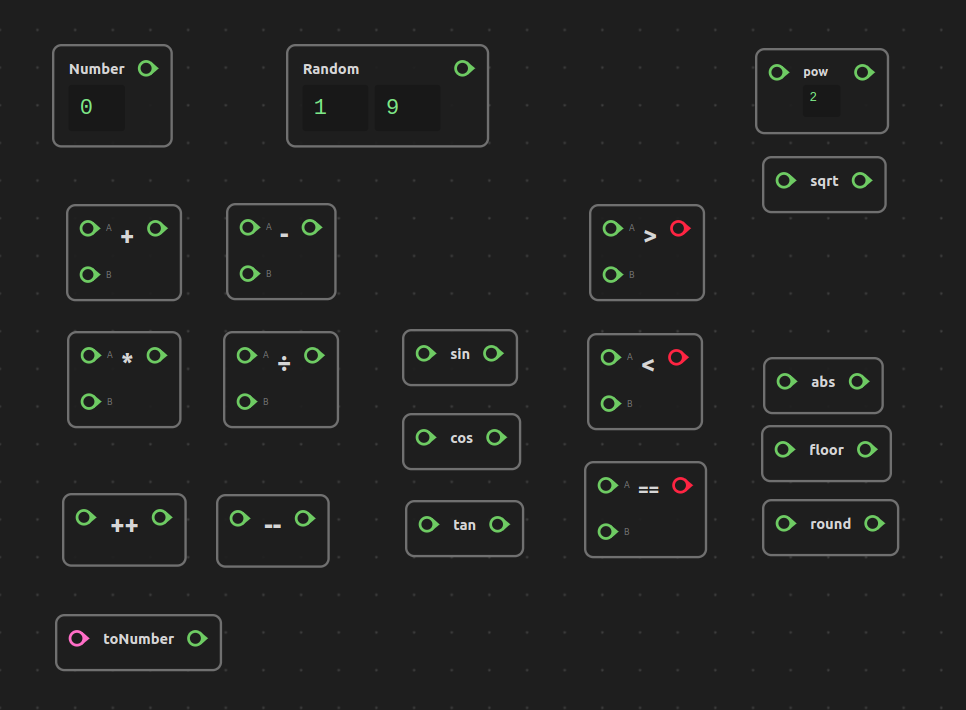 Number
0
Random
1 9
pow
2
sqrt
A + B
A - B
A > B
A * B
A ÷ B
sin
A < B
abs
cos
floor
++
--
tan
A == B
round
toNumber